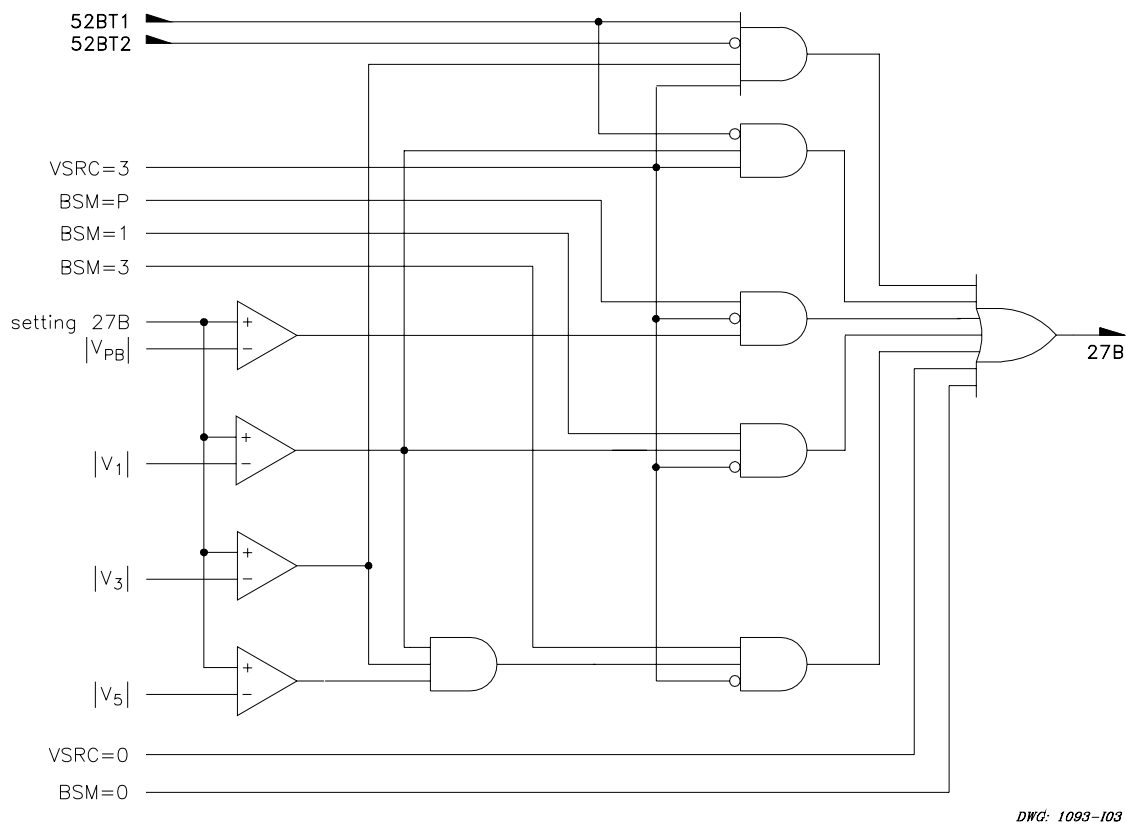 52BT1
52BT2
VSRC=3
BSM=P
BSM=1
BSM=3
setting 27B
+
|VPB|
−
27B
+
|V1|
−
+
|V3|
−
+
|V5|
−
VSRC=0
BSM=0
DWG: 1093-I03